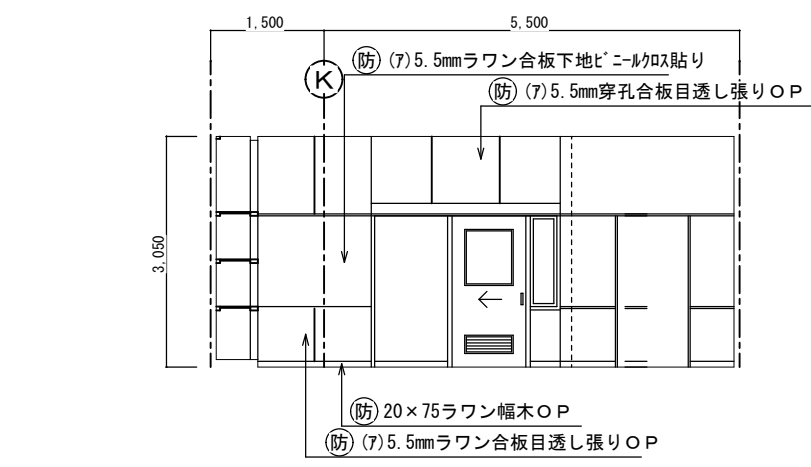 1,500
5,500
K
防 (ｱ)5.5mmラワン合板下地ﾋﾞﾆｰﾙｸﾛｽ貼り
防 (ｱ)5.5mm穿孔合板目透し張りＯＰ
3,050
防 20×75ラワン幅木ＯＰ
防 (ｱ)5.5mmラワン合板目透し張りＯＰ